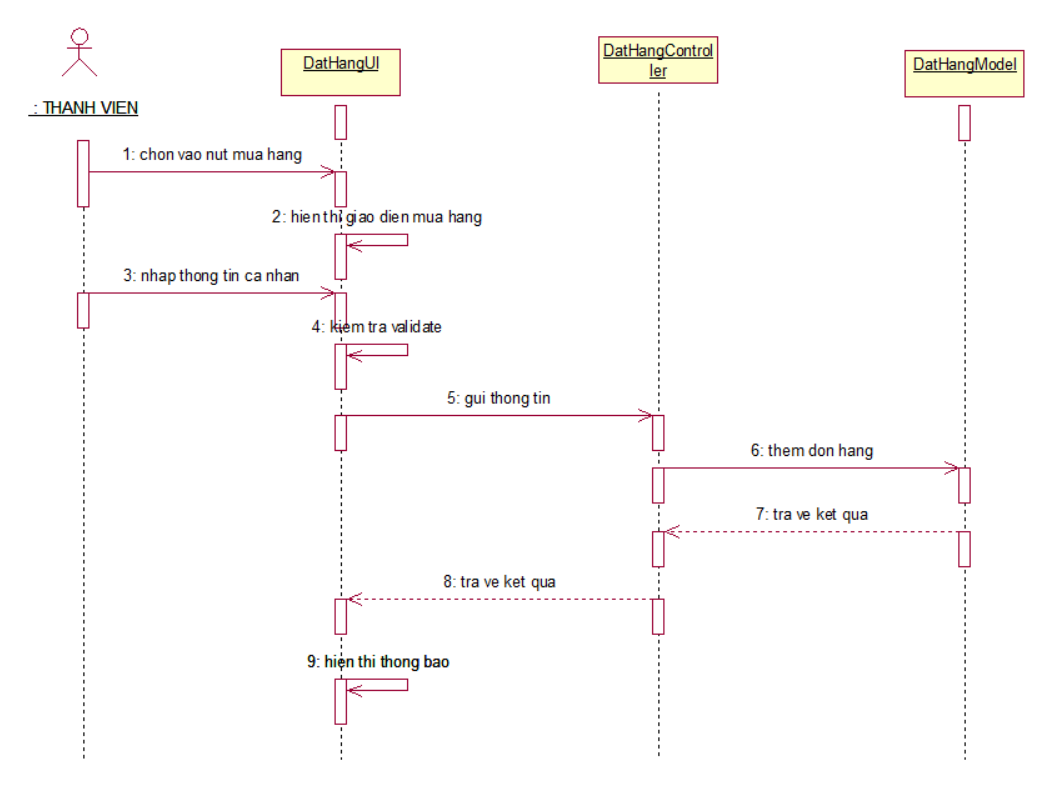 DatHangUI
DatHangControl
ler
DatHangModel
: THANH VIEN
1: chon vao nut mua hang
2: hien thi giao dien mua hang
3: nhap thong tin ca nhan
4: kiem tra validate
5: gui thong tin
6: them don hang
7: tra ve ket qua
8: tra ve ket qua
9: hien thi thong bao